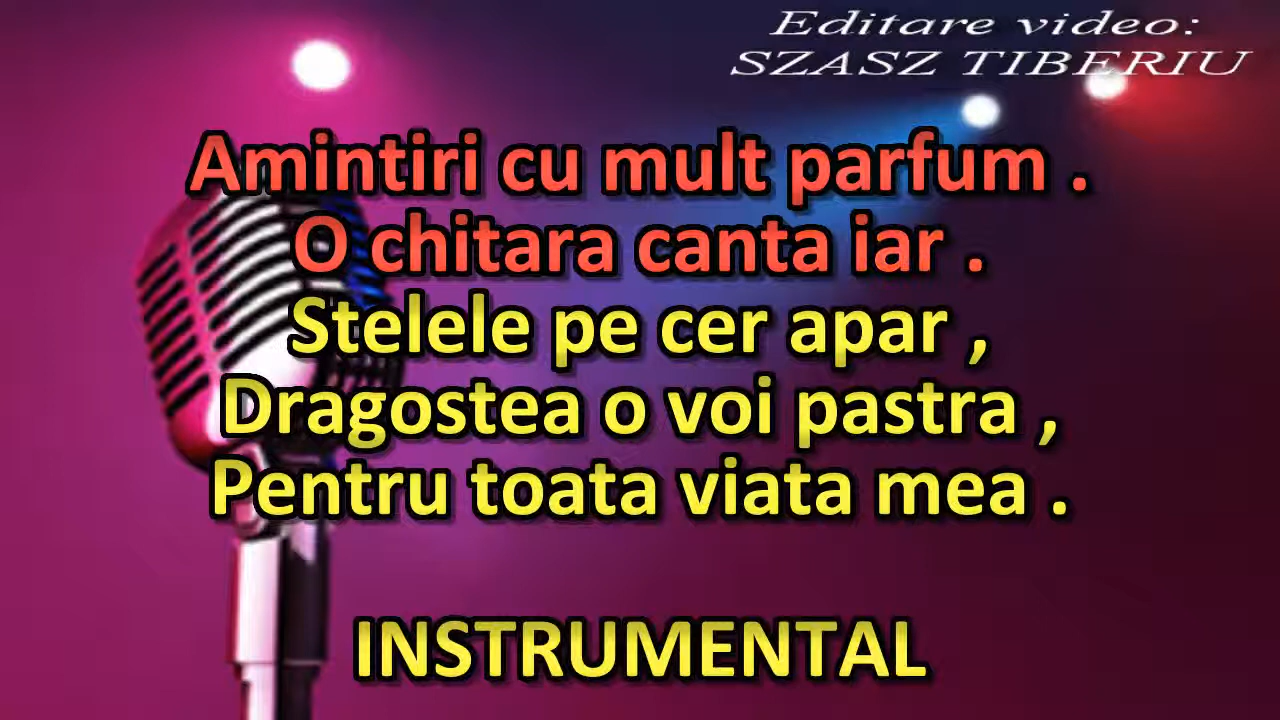 Editare video:
SZASZ TIBERIU
Amintiri cu mult parfum .
O chitara canta iar .
Stelele pe cer apar ,
Dragostea o voi pastra ,
Pentru toata viata mea .
INSTRUMENTAL